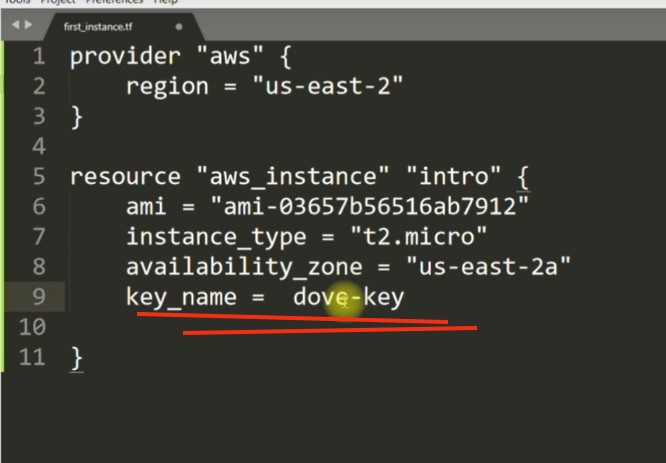 Tools Project Preferences Help
first_instance.tf
1 provider "aws" {
2     region = "us-east-2"
3 }
4
5 resource "aws_instance" "intro" {
6     ami = "ami-03657b56516ab7912"
7     instance_type = "t2.micro"
8     availability_zone = "us-east-2a"
9     key_name =  dove-key
10
11 }